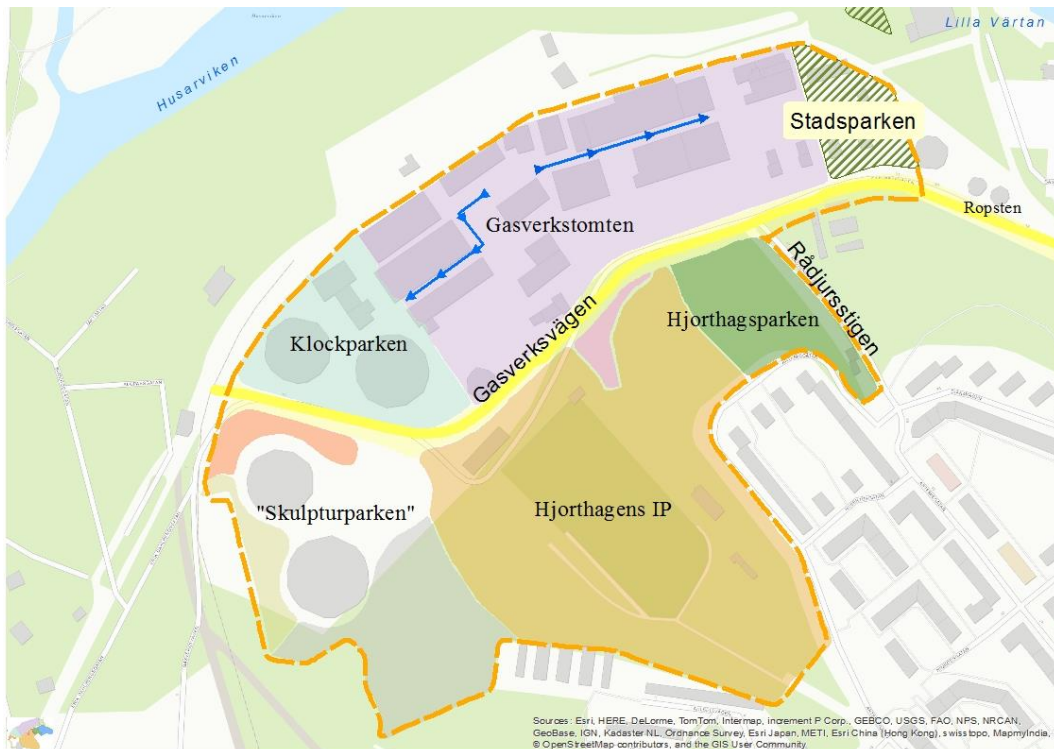 Lilla Värtan
Husarviken
Stadsparken
Ropsten
Gasverkstomten
Rådjursstigen
Hjorthagsparken
Klockparken
Gasverksvägen
"Skulpturparken"
Hjorthagens IP
Sources: Esri, HERE, DeLorme, TomTom, Intermap, increment P Corp., GEBCO, USGS, FAO, NPS, NRCAN,
GeoBase, IGN, Kadaster NL, Ordnance Survey, Esri Japan, METI, Esri China (Hong Kong), swisstopo, MapmyIndia,
© OpenStreetMap contributors, and the GIS User Community